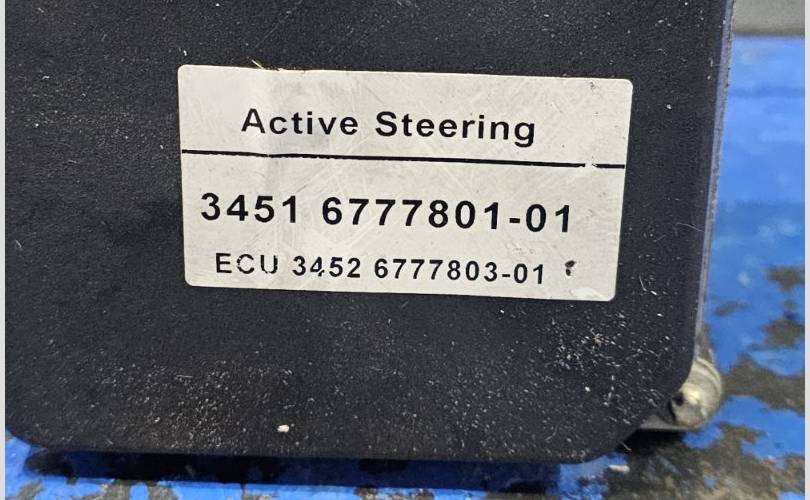 Active Steering
3451 6777801-01
ECU 3452 6777803-01